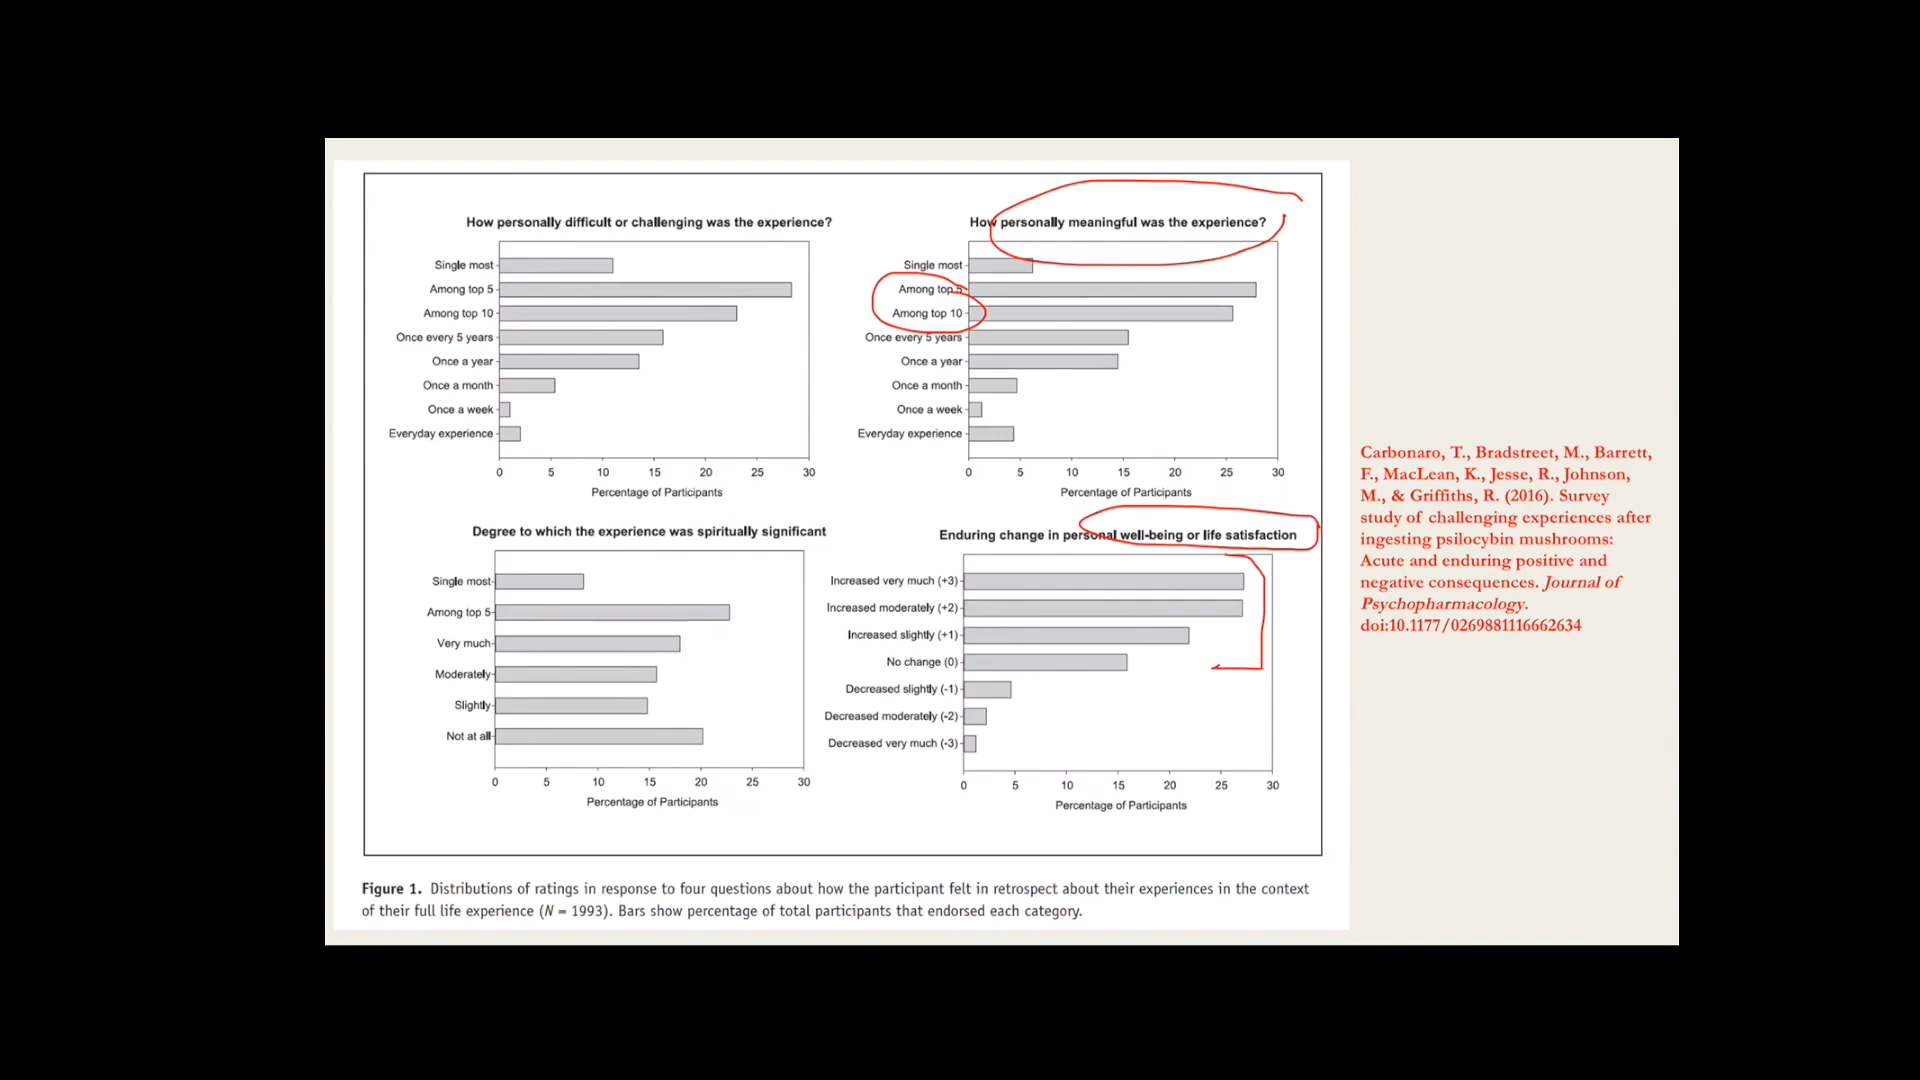 How personally difficult or challenging was the experience?
Single most
Among top 5
Among top 10
Once every 5 years
Once a year
Once a month
Once a week
Everyday experience
0 5 10 15 20 25 30
Percentage of Participants
How personally meaningful was the experience?
Single most
Among top 5
Among top 10
Once every 5 years
Once a year
Once a month
Once a week
Everyday experience
0 5 10 15 20 25 30
Percentage of Participants
Degree to which the experience was spiritually significant
Single most
Among top 5
Very much
Moderately
Slightly
Not at all
0 5 10 15 20 25 30
Percentage of Participants
Enduring change in personal well-being or life satisfaction
Increased very much (+3)
Increased moderately (+2)
Increased slightly (+1)
No change (0)
Decreased slightly (-1)
Decreased moderately (-2)
Decreased very much (-3)
0 5 10 15 20 25 30
Percentage of Participants
Figure 1. Distributions of ratings in response to four questions about how the participant felt in retrospect about their experiences in the context
of their full life experience (N = 1993). Bars show percentage of total participants that endorsed each category.
Carbonaro, T., Bradstreet, M., Barrett,
F., MacLean, K., Jesse, R., Johnson,
M., & Griffiths, R. (2016). Survey
study of challenging experiences after
ingesting psilocybin mushrooms:
Acute and enduring positive and
negative consequences. Journal of
Psychopharmacology.
doi:10.1177/0269881116662634